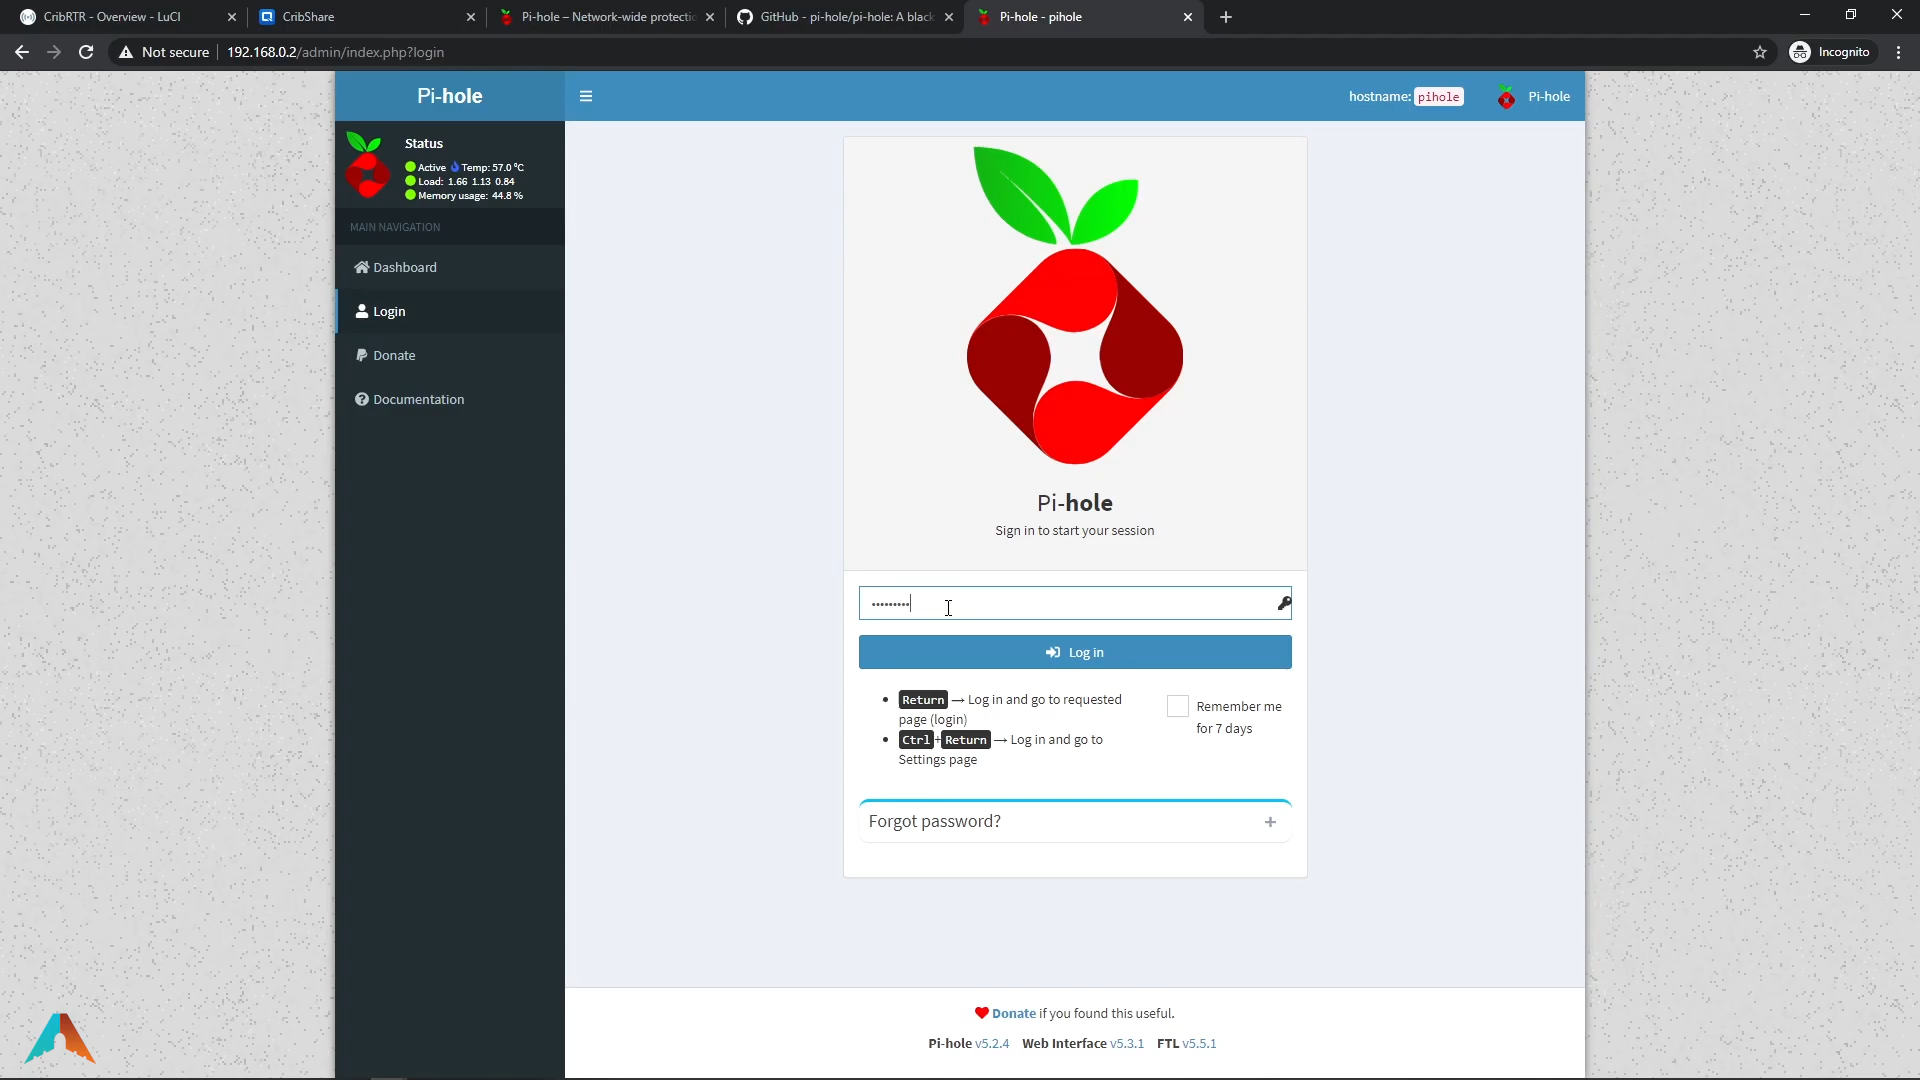 CribRTR - Overview - LuCI
CribShare
Pi-hole – Network-wide protectic
GitHub - pi-hole/pi-hole: A black
Pi-hole - pihole
Not secure
192.168.0.2/admin/index.php?login
Incognito
Pi-hole
hostname: pihole
Pi-hole
Status
Active Temp: 57.0 °C
Load: 1.66 1.13 0.84
Memory usage: 44.8 %
MAIN NAVIGATION
Dashboard
Login
Donate
Documentation
Pi-hole
Sign in to start your session
•••••••••
Log in
Return → Log in and go to requested
page (login)
Ctrl+Return → Log in and go to
Settings page
Remember me
for 7 days
Forgot password?
Donate if you found this useful.
Pi-hole v5.2.4 Web Interface v5.3.1 FTL v5.5.1